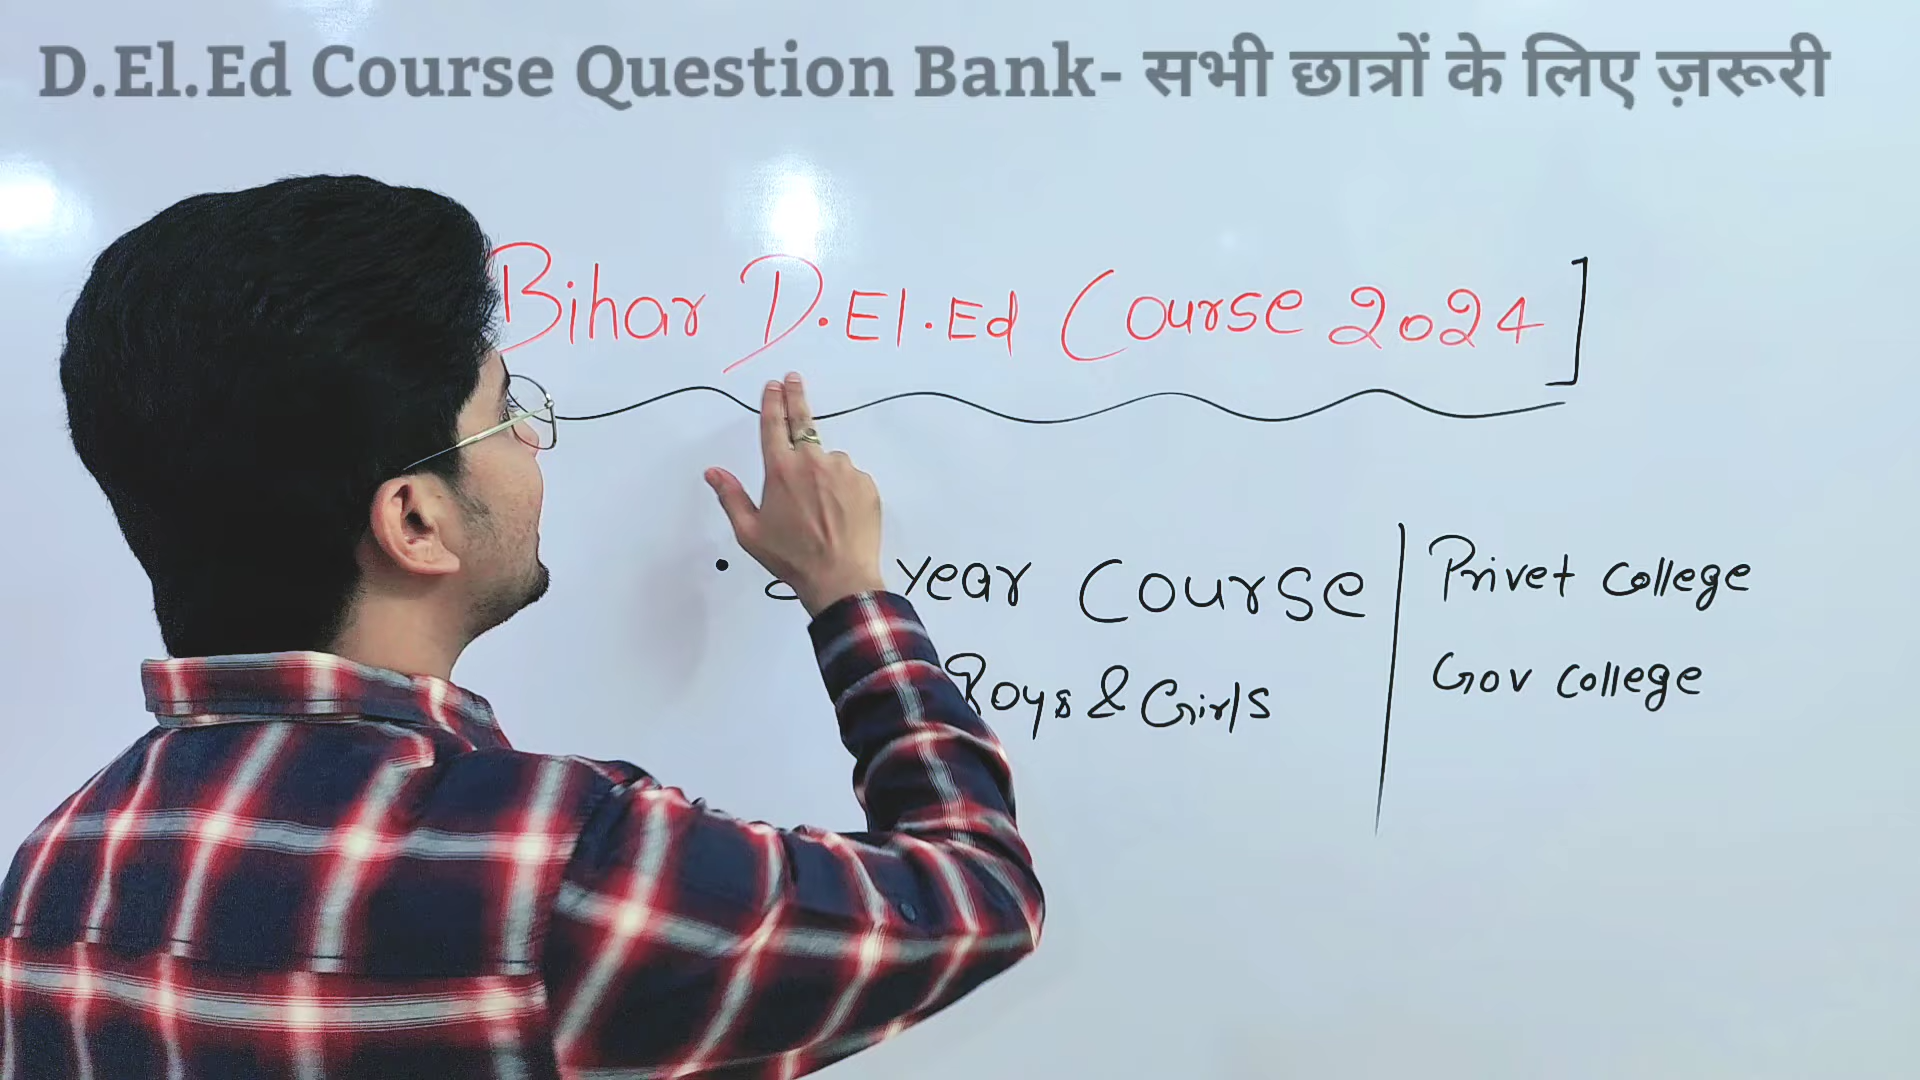 D.El.Ed Course Question Bank- सभी छात्रों के लिए ज़रूरी
Bihar D.El.Ed Course 2024]
year Course
Boys & Girls
Privet college
Gov college